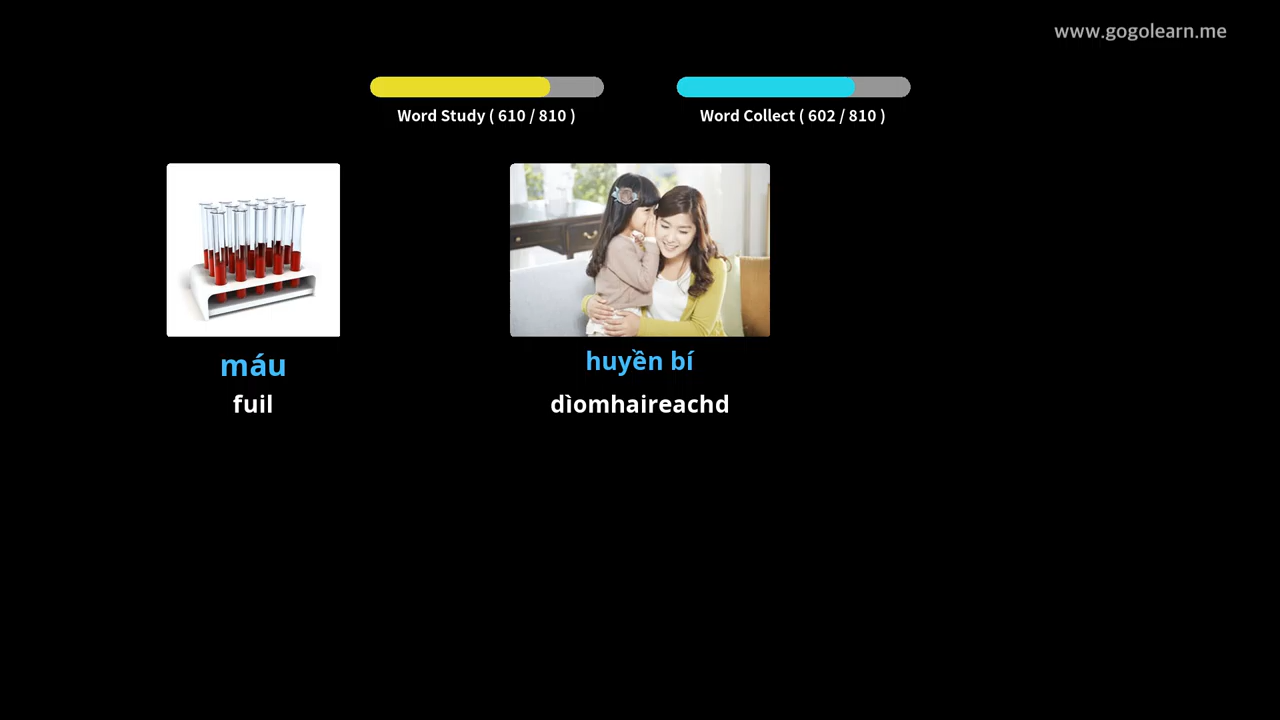 www.gogolearn.me
Word Study ( 610 / 810 )
Word Collect ( 602 / 810 )
máu
fuil
huyền bí
dìomhaireachd